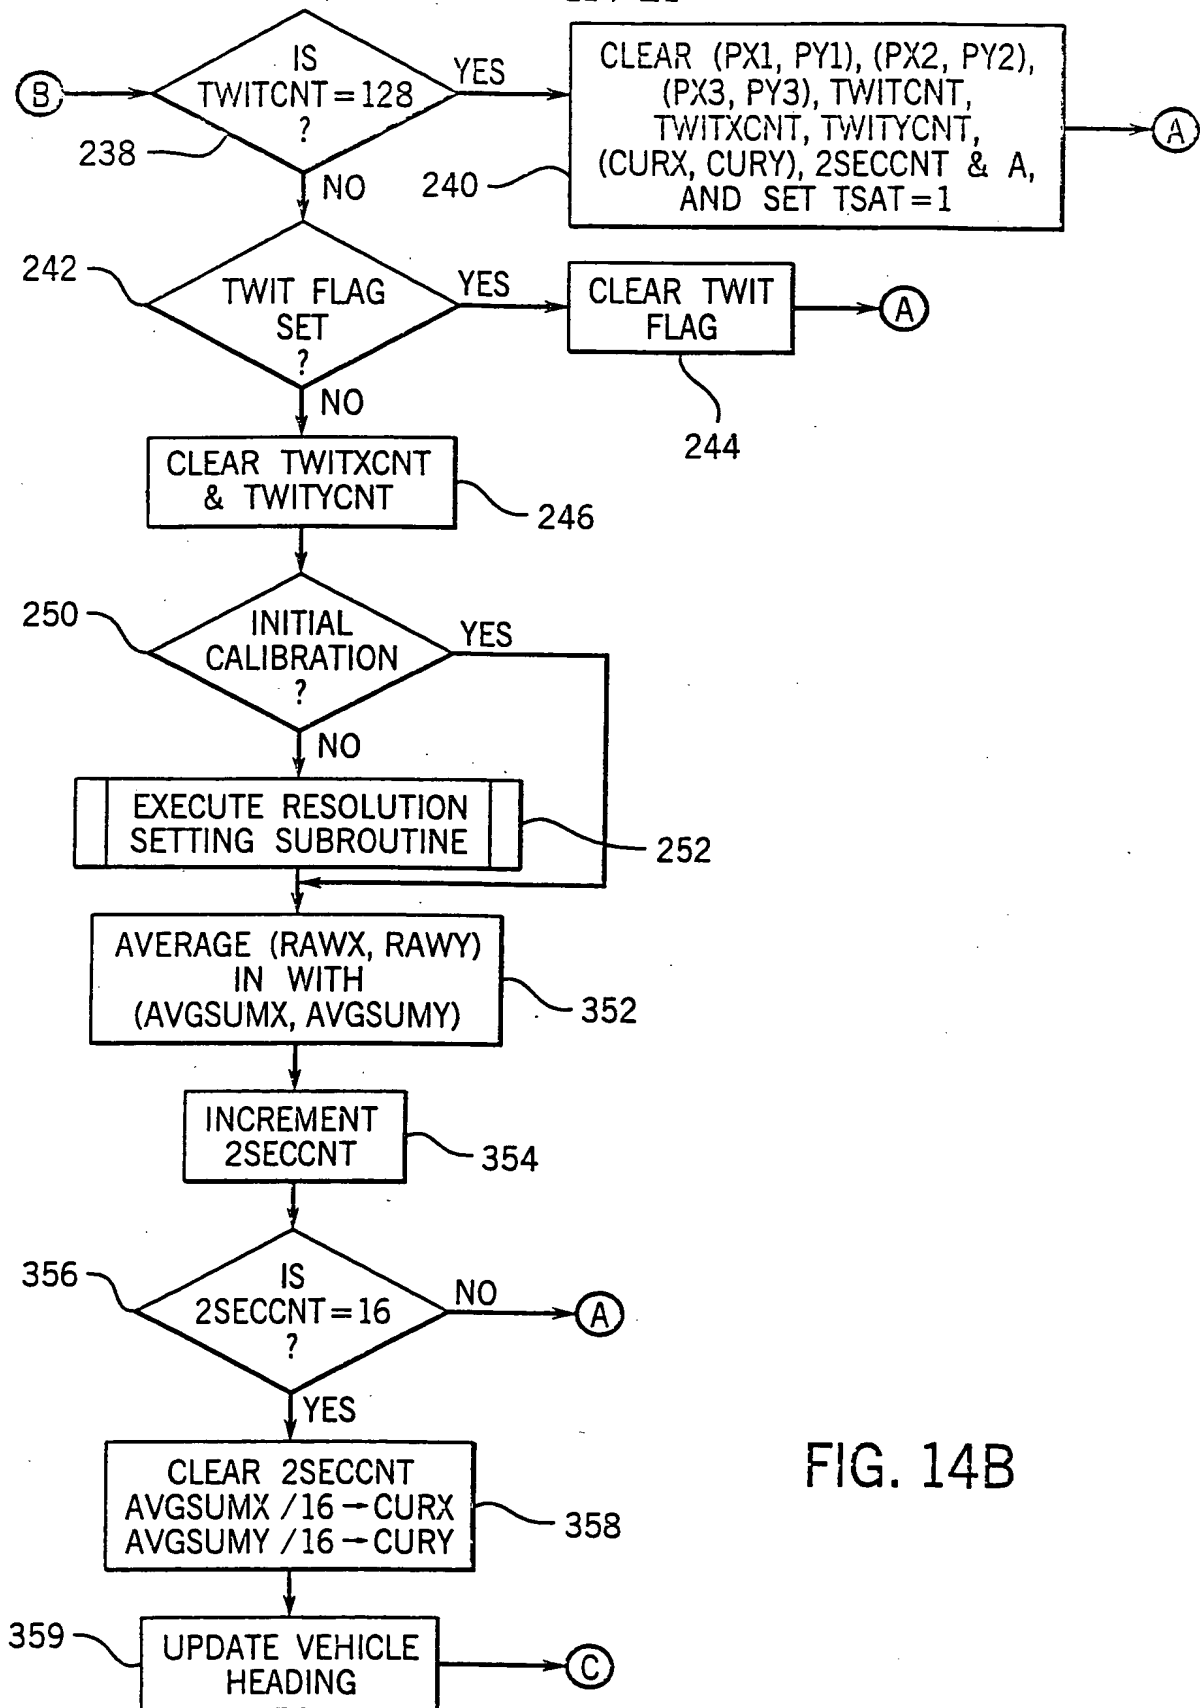 IS
B
TWITCNT = 128
?
YES
238
NO
CLEAR (PX1, PY1), (PX2, PY2),
(PX3, PY3), TWITCNT,
TWITXCNT, TWITYCNT,
(CURX, CURY), 2SECCNT & A,
AND SET TSAT = 1
240
A
242
TWIT FLAG
SET
?
YES
NO
CLEAR TWIT
FLAG
A
244
CLEAR TWITXCNT
& TWITYCNT
246
250
INITIAL
CALIBRATION
?
YES
NO
EXECUTE RESOLUTION
SETTING SUBROUTINE
252
AVERAGE (RAWX, RAWY)
IN WITH
(AVGSUMX, AVGSUMY)
352
INCREMENT
2SECCNT
354
356
IS
2SECCNT = 16
?
NO
A
YES
CLEAR 2SECCNT
AVGSUMX / 16 → CURX
AVGSUMY / 16 → CURY
358
FIG. 14B
359
UPDATE VEHICLE
HEADING
C